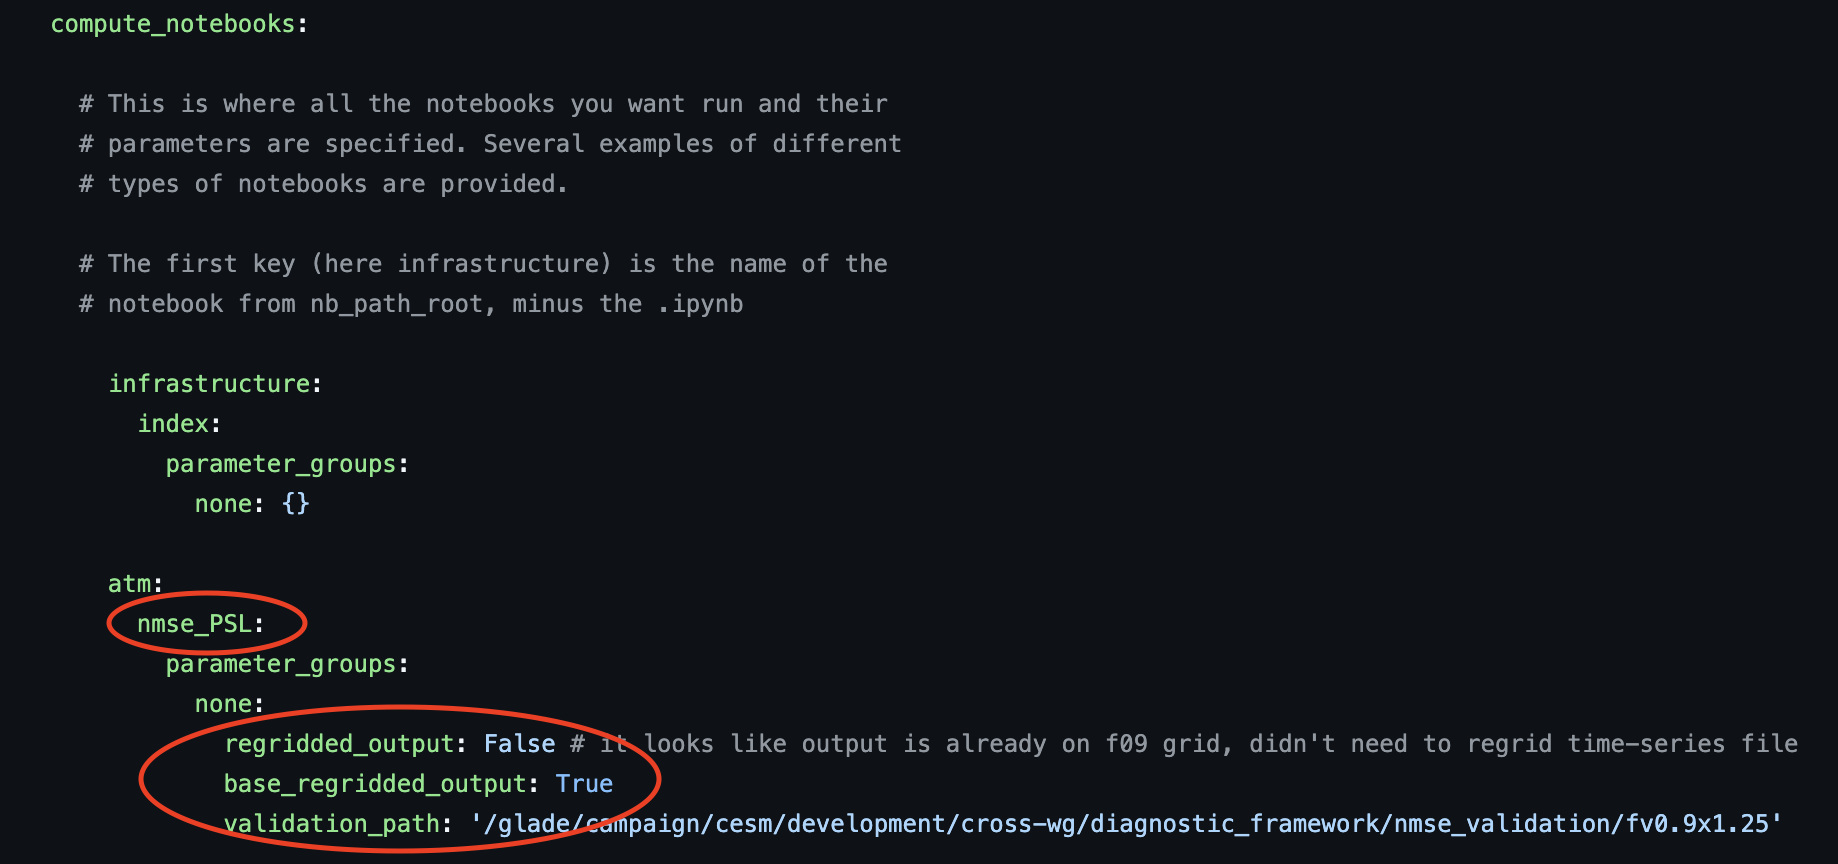 compute_notebooks:
# This is where all the notebooks you want run and their
# parameters are specified. Several examples of different
# types of notebooks are provided.
# The first key (here infrastructure) is the name of the
# notebook from nb_path_root, minus the .ipynb
infrastructure:
index:
parameter_groups:
none: {}
atm:
nmse_PSL:
parameter_groups:
none:
regridded_output: False # it looks like output is already on f09 grid, didn't need to regrid time-series file
base_regridded_output: True
validation_path: '/glade/campaign/cesm/development/cross-wg/diagnostic_framework/nmse_validation/fv0.9x1.25'